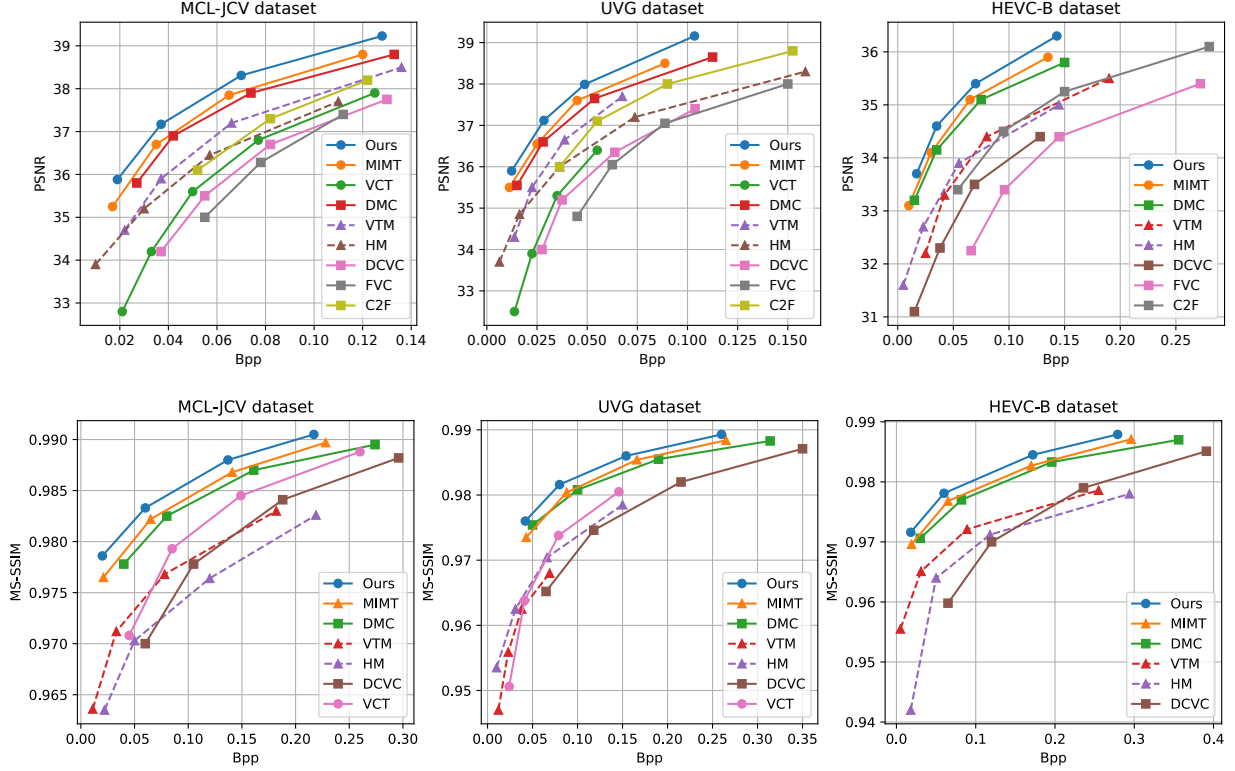 MCL-JCV dataset
PSNR
39
38
37
36
35
34
33
0.02
0.04
0.06
0.08
0.10
0.12
0.14
Bpp
Ours
MIMT
VCT
DMC
VTM
HM
DCVC
FVC
C2F
UVG dataset
PSNR
39
38
37
36
35
34
33
0.000
0.025
0.050
0.075
0.100
0.125
0.150
Bpp
Ours
MIMT
VCT
DMC
VTM
HM
DCVC
FVC
C2F
HEVC-B dataset
PSNR
36
35
34
33
32
31
0.00
0.05
0.10
0.15
0.20
0.25
Bpp
Ours
MIMT
DMC
VTM
HM
DCVC
FVC
C2F
MCL-JCV dataset
MS-SSIM
0.990
0.985
0.980
0.975
0.970
0.965
0.00
0.05
0.10
0.15
0.20
0.25
0.30
Bpp
Ours
MIMT
DMC
VTM
HM
DCVC
VCT
UVG dataset
MS-SSIM
0.99
0.98
0.97
0.96
0.95
0.00
0.05
0.10
0.15
0.20
0.25
0.30
0.35
Bpp
Ours
MIMT
DMC
VTM
HM
DCVC
VCT
HEVC-B dataset
MS-SSIM
0.99
0.98
0.97
0.96
0.95
0.94
0.0
0.1
0.2
0.3
0.4
Bpp
Ours
MIMT
DMC
VTM
HM
DCVC